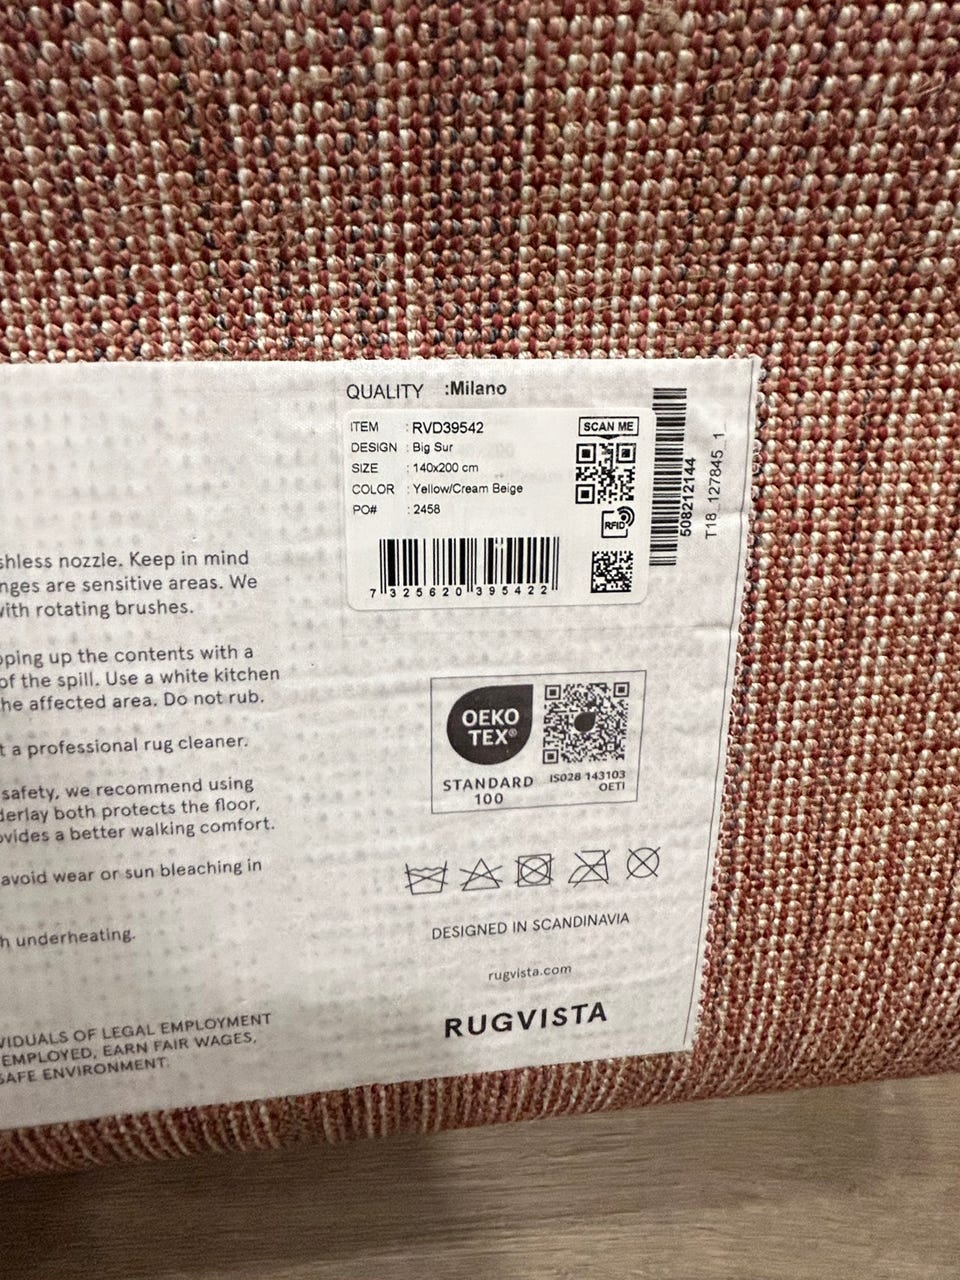 QUALITY :Milano
ITEM : RVD39542
DESIGN : Big Sur
SIZE : 140x200 cm
COLOR : Yellow/Cream Beige
PO# : 2458
SCAN ME
RFID
7 325620 395422
508212144
T18_127845_1
shless nozzle. Keep in mind
nges are sensitive areas. We
with rotating brushes.
pping up the contents with a
of the spill. Use a white kitchen
he affected area. Do not rub.
t a professional rug cleaner.
safety, we recommend using
derlay both protects the floor,
ovides a better walking comfort.
avoid wear or sun bleaching in
h underheating.
VIDUALS OF LEGAL EMPLOYMENT
EMPLOYED, EARN FAIR WAGES,
SAFE ENVIRONMENT.
OEKO
TEX®
STANDARD
100
IS028 143103
OETI
DESIGNED IN SCANDINAVIA
rugvista.com
RUGVISTA